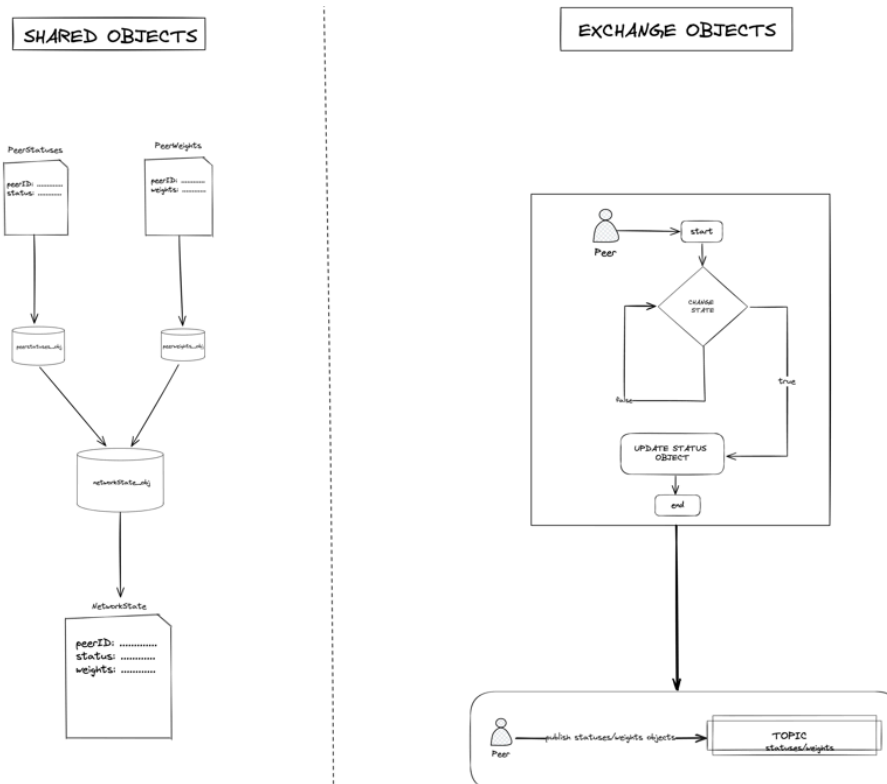 SHARED OBJECTS
PeerStatuses
PeerWeights
peerID: ............
status: ............
peerID: ............
weights: ............
peerstatuses_obj
peerweights_obj
networkState_obj
NetworkState
peerID: ............
status: ............
weights: ............
EXCHANGE OBJECTS
Peer
start
CHANGE
STATE
false
true
UPDATE STATUS
OBJECT
end
Peer
publish statuses/weights objects
TOPIC
statuses/weights